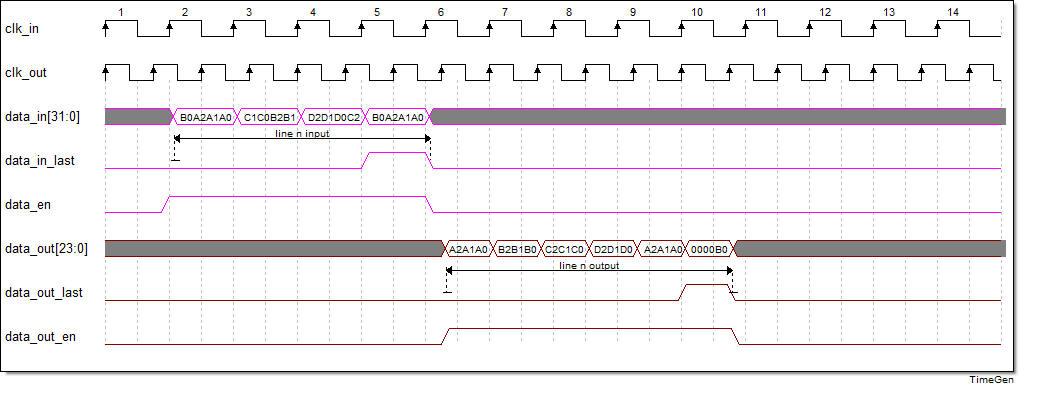 1 2 3 4 5 6 7 8 9 10 11 12 13 14
clk_in
clk_out
data_in[31:0] B0A2A1A0 C1C0B2B1 D2D1D0C2 B0A2A1A0
line n input
data_in_last
data_en
data_out[23:0] A2A1A0 B2B1B0 C2C1C0 D2D1D0 A2A1A0 0000B0
line n output
data_out_last
data_out_en
TimeGen